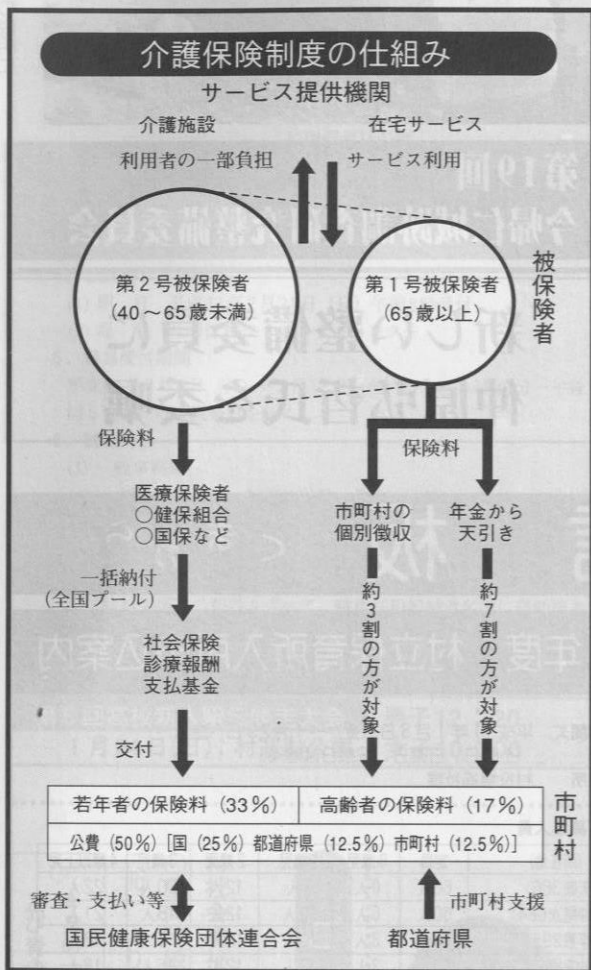 介護保険制度の仕組み
サービス提供機関
介護施設
在宅サービス
利用者の一部負担
サービス利用
第2号被保険者
(40～65歳未満)
第1号被保険者
(65歳以上)
被保険者
保険料
保険料
医療保険者
○健保組合
○国保など
市町村の
個別徴収
年金から
天引き
一括納付
(全国プール)
約3割の方が対象
約7割の方が対象
社会保険
診療報酬
支払基金
交付
若年者の保険料(33％)
高齢者の保険料(17％)
公費(50％)[国(25％)都道府県(12.5％)市町村(12.5％)]
市町村
審査・支払い等
市町村支援
国民健康保険団体連合会
都道府県